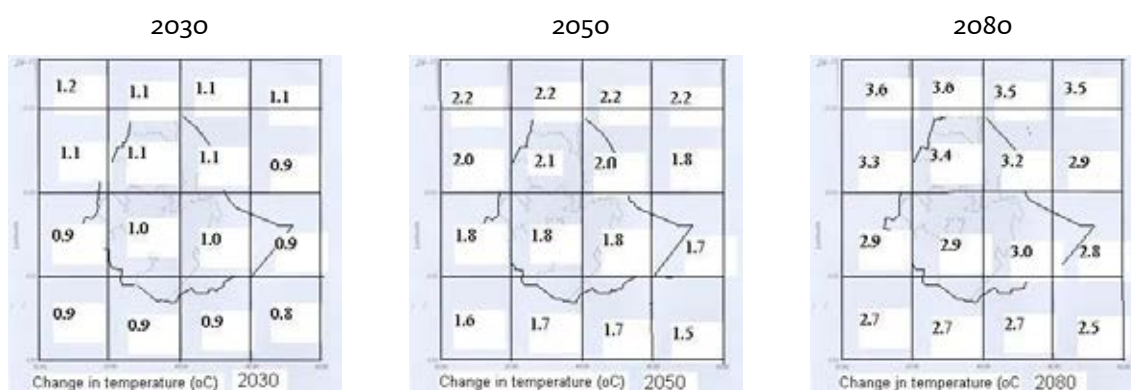 2030 2050 2080
1.2 1.1 1.1 1.1 2.2 2.2 2.2 2.2 3.6 3.6 3.5 3.5
1.1 1.1 1.1 0.9 2.0 2.1 2.0 1.8 3.3 3.4 3.2 2.9
0.9 1.0 1.0 0.9 1.8 1.8 1.8 1.7 2.9 2.9 3.0 2.8
0.9 0.9 0.9 0.8 1.6 1.7 1.7 1.5 2.7 2.7 2.7 2.5
Change in temperature (oC) 2030 Change in temperature (oC) 2050 Change jn temperature (oC 2080